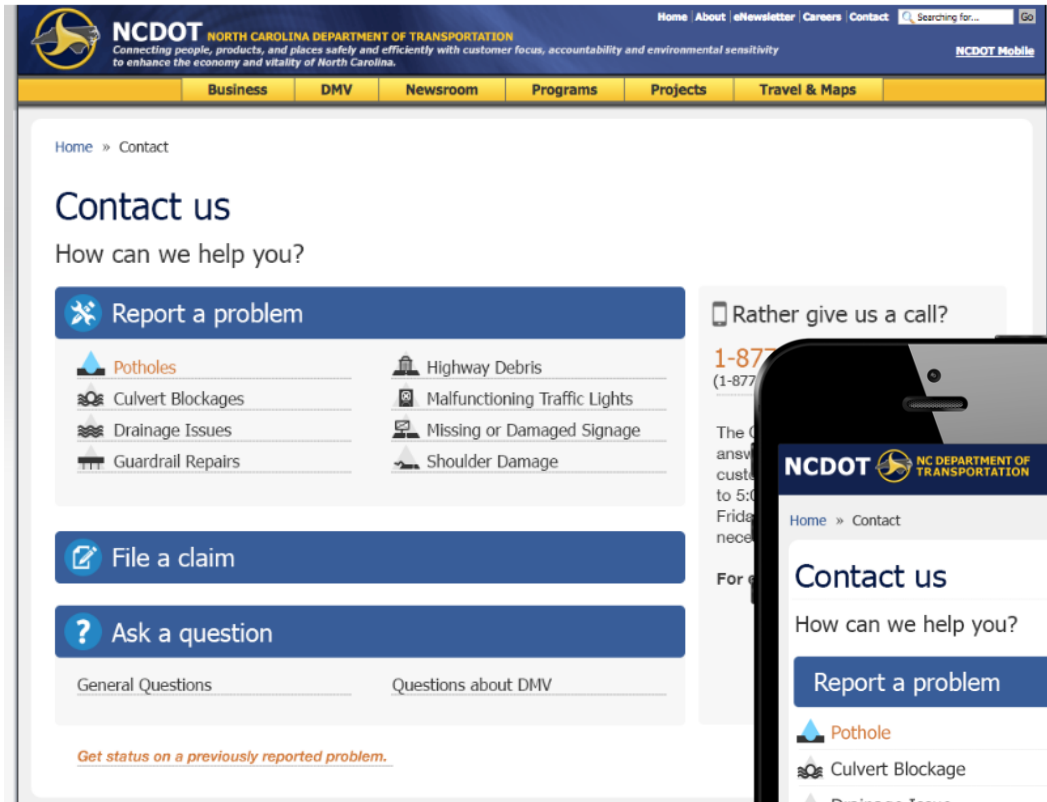 Home About eNewsletter Careers Contact Searching for... Go
NCDOT NORTH CAROLINA DEPARTMENT OF TRANSPORTATION
Connecting people, products, and places safely and efficiently with customer focus, accountability and environmental sensitivity
to enhance the economy and vitality of North Carolina.
NCDOT Mobile
Business DMV Newsroom Programs Projects Travel & Maps
Home » Contact
Contact us
How can we help you?
Report a problem
Potholes
Highway Debris
Culvert Blockages
Malfunctioning Traffic Lights
Drainage Issues
Missing or Damaged Signage
Guardrail Repairs
Shoulder Damage
File a claim
? Ask a question
General Questions
Questions about DMV
Get status on a previously reported problem.
Rather give us a call?
1-877
(1-877
The
answ
custo
to 5:0
Frida
nece
For
NCDOT NC DEPARTMENT OF
TRANSPORTATION
Home » Contact
Contact us
How can we help you?
Report a problem
Pothole
Culvert Blockage
Drainage Issue